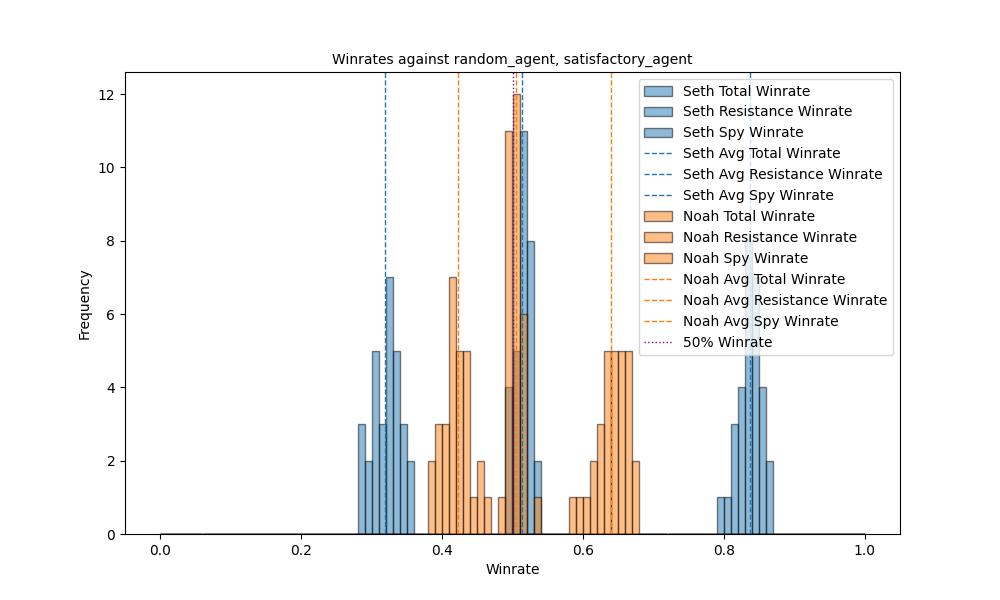 Winrates against random_agent, satisfactory_agent
Seth Total Winrate
Seth Resistance Winrate
Seth Spy Winrate
Seth Avg Total Winrate
Seth Avg Resistance Winrate
Seth Avg Spy Winrate
Noah Total Winrate
Noah Resistance Winrate
Noah Spy Winrate
Noah Avg Total Winrate
Noah Avg Resistance Winrate
Noah Avg Spy Winrate
50% Winrate
Frequency
12
10
8
6
4
2
0
0.0 0.2 0.4 0.6 0.8 1.0
Winrate